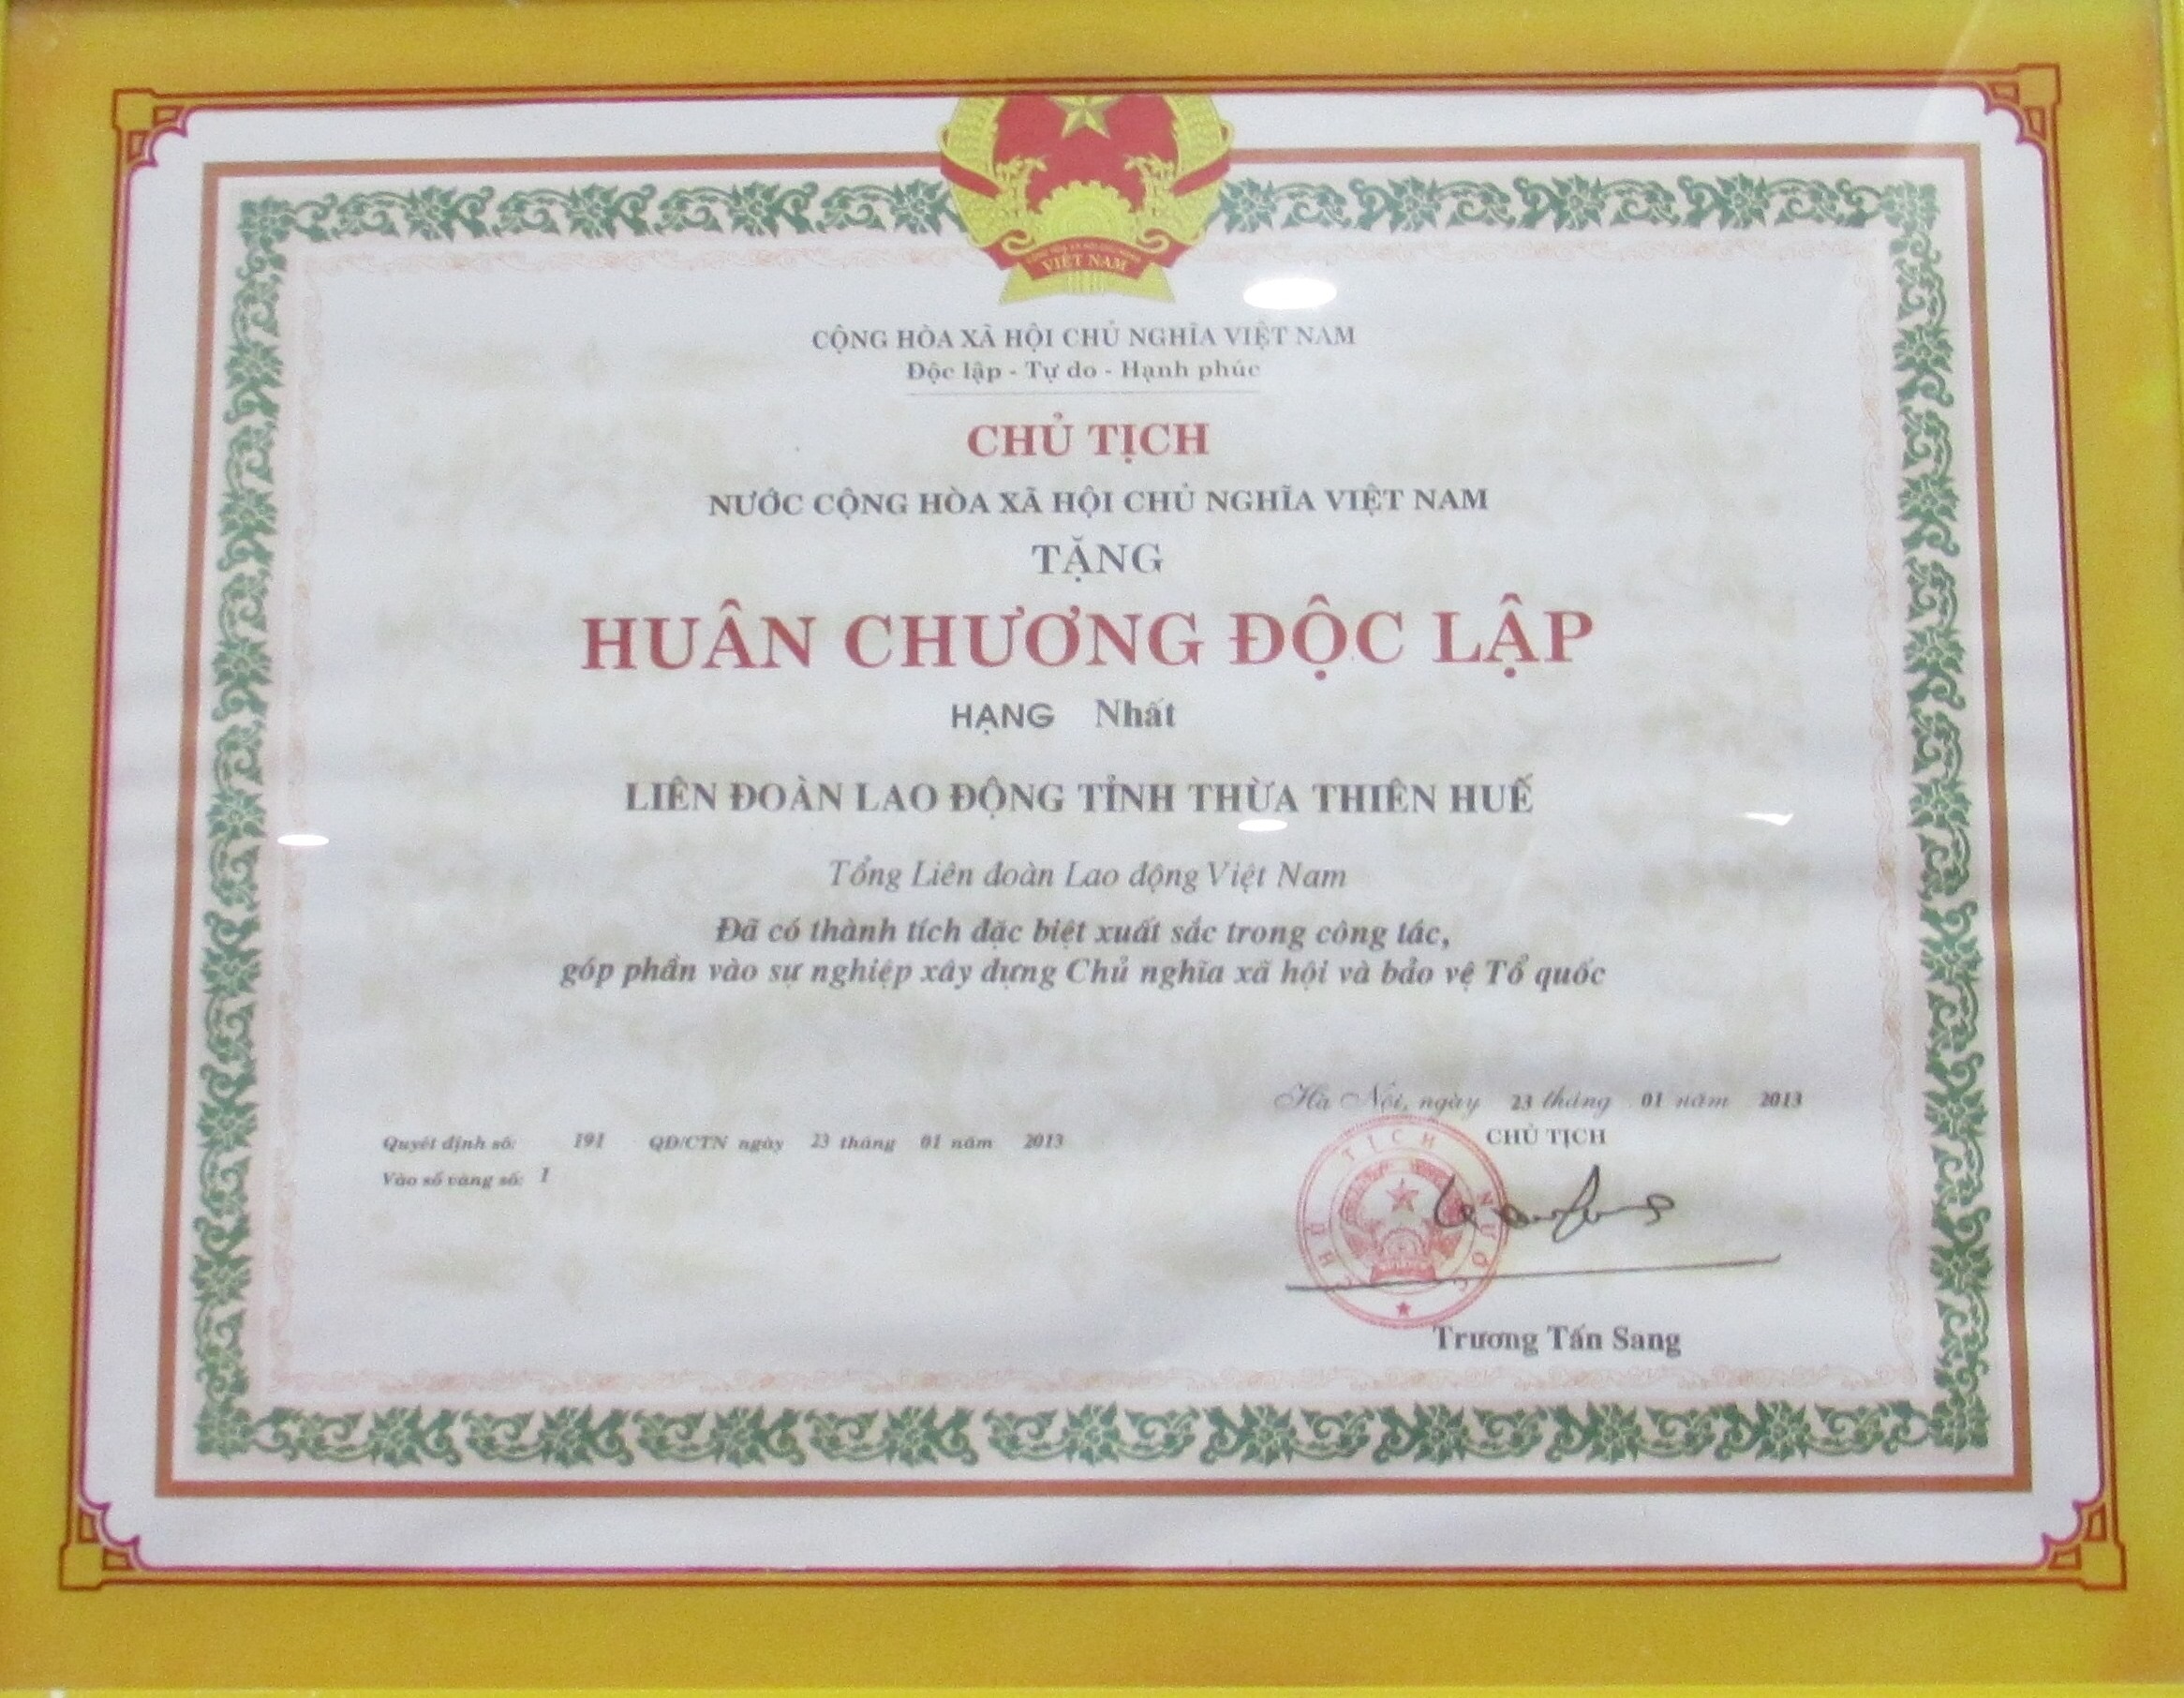 VIỆT NAM
CỘNG HÒA XÃ HỘI CHỦ NGHĨA VIỆT NAM
Độc lập - Tự do - Hạnh phúc
CHỦ TỊCH
NƯỚC CỘNG HÒA XÃ HỘI CHỦ NGHĨA VIỆT NAM
TẶNG
HUÂN CHƯƠNG ĐỘC LẬP
HẠNG Nhất
LIÊN ĐOÀN LAO ĐỘNG TỈNH THỪA THIÊN HUẾ
Tổng Liên đoàn Lao động Việt Nam
Đã có thành tích đặc biệt xuất sắc trong công tác,
góp phần vào sự nghiệp xây dựng Chủ nghĩa xã hội và bảo vệ Tổ quốc
Hà Nội, ngày 23 tháng 01 năm 2013
Quyết định số: 191 QĐ/CTN ngày 23 tháng 01 năm 2013
Vào sổ vàng số: 1
CHỦ TỊCH
CHỦ TỊCH NƯỚC
Trương Tấn Sang